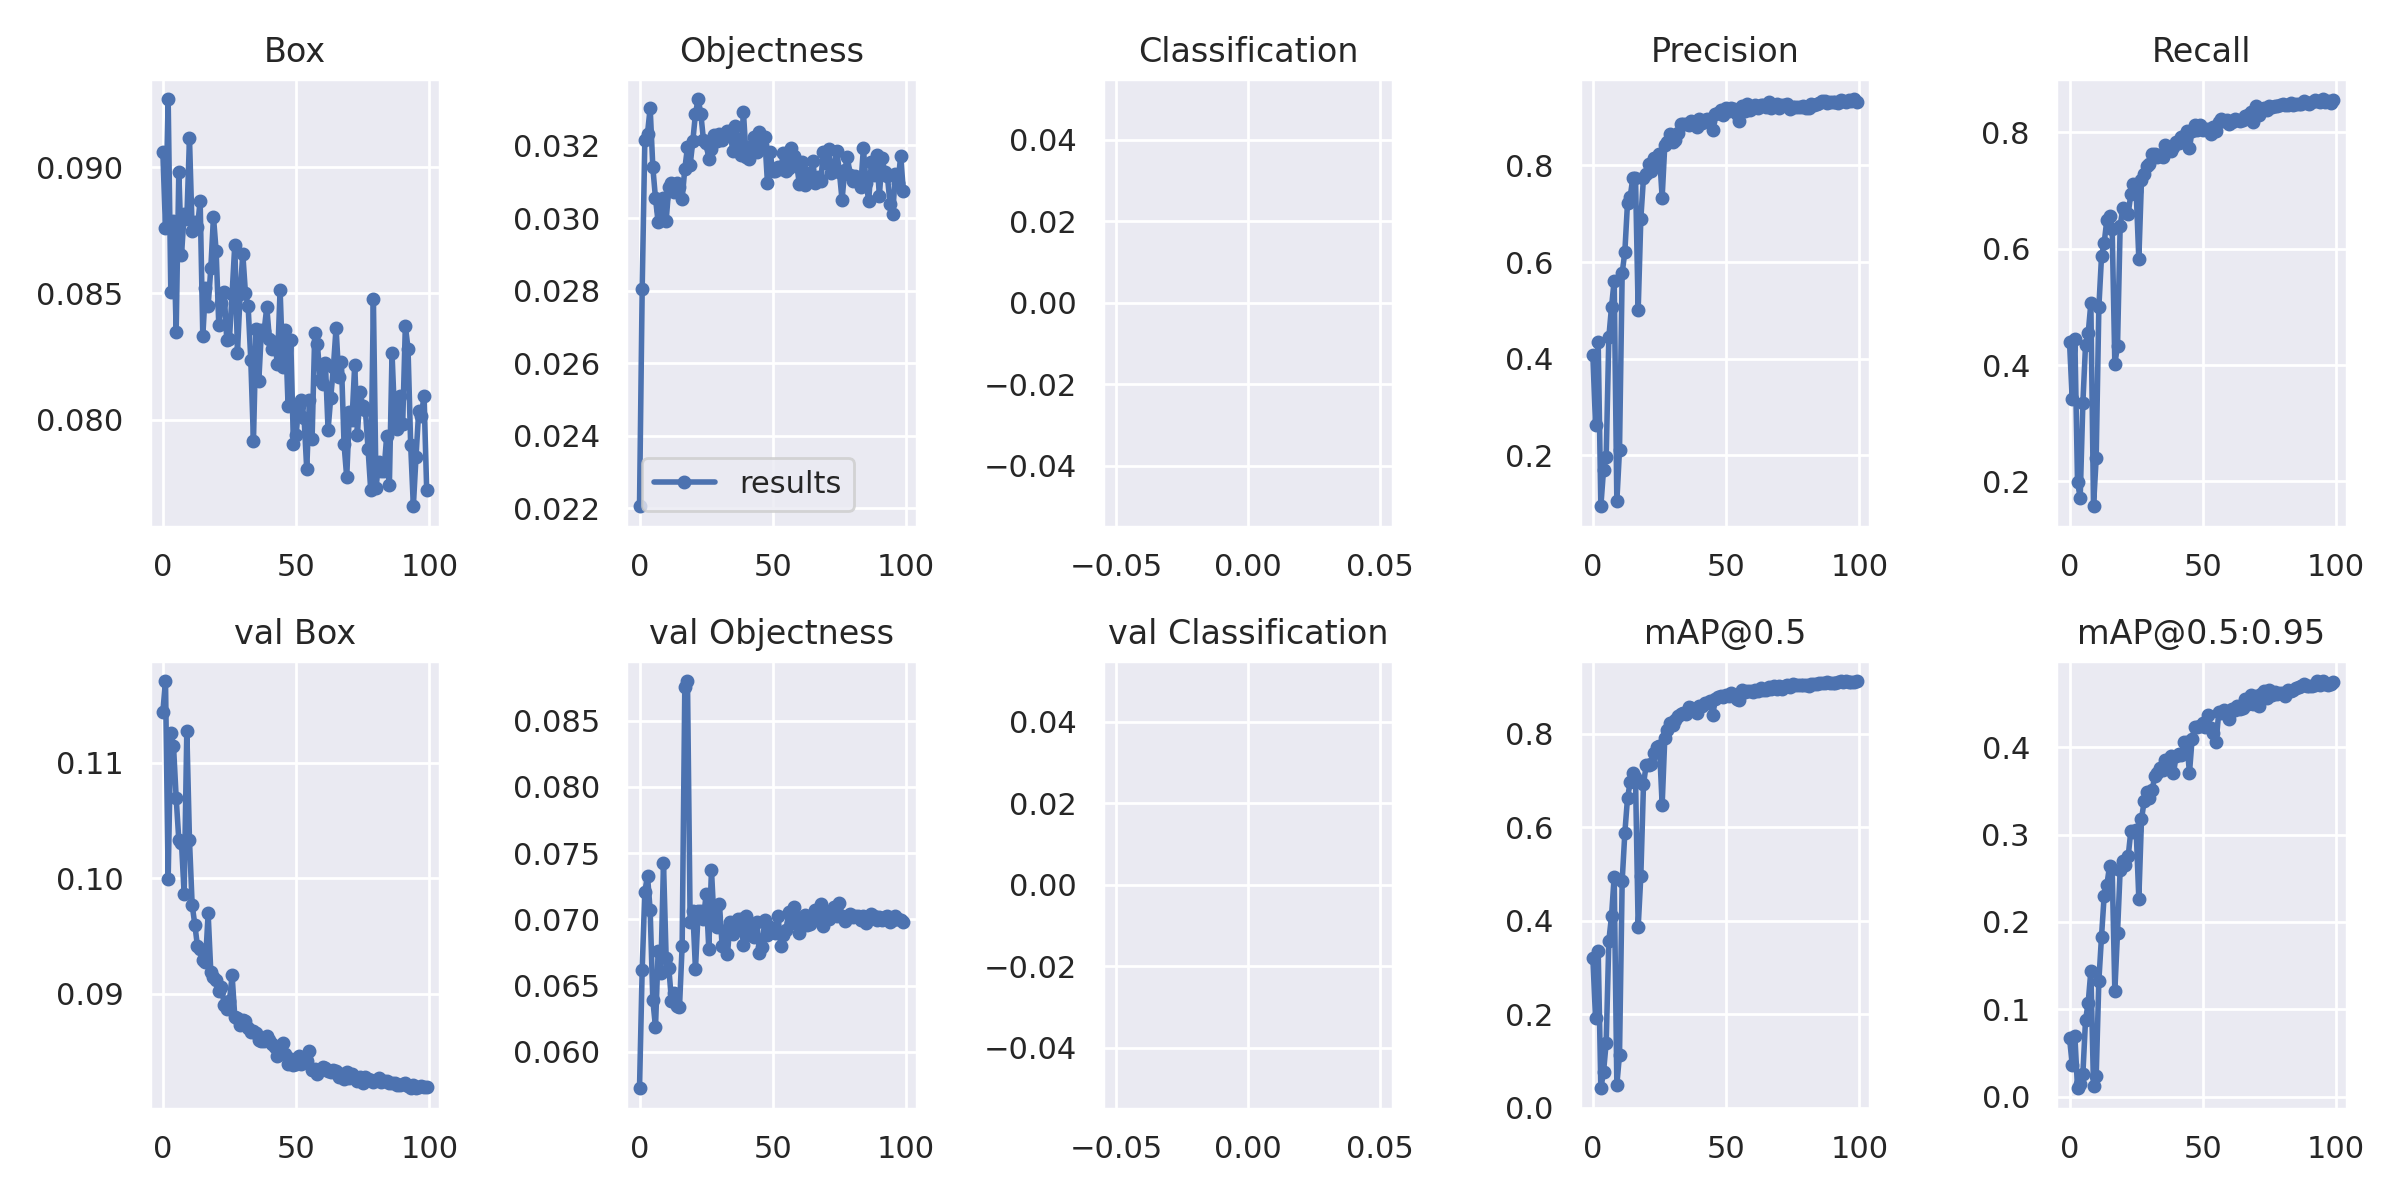 Box
0.090
0.085
0.080
0 50 100
Objectness
0.032
0.030
0.028
0.026
0.024
0.022
results
0 50 100
Classification
0.04
0.02
0.00
−0.02
−0.04
−0.05 0.00 0.05
Precision
0.8
0.6
0.4
0.2
0 50 100
Recall
0.8
0.6
0.4
0.2
0 50 100
val Box
0.11
0.10
0.09
0 50 100
val Objectness
0.085
0.080
0.075
0.070
0.065
0.060
0 50 100
val Classification
0.04
0.02
0.00
−0.02
−0.04
−0.05 0.00 0.05
mAP@0.5
0.8
0.6
0.4
0.2
0.0
0 50 100
mAP@0.5:0.95
0.4
0.3
0.2
0.1
0.0
0 50 100